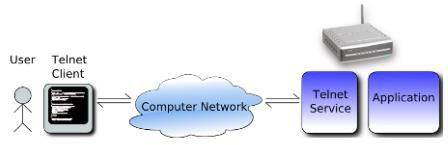 User
Telnet
Client
Computer Network
Telnet
Service
Application